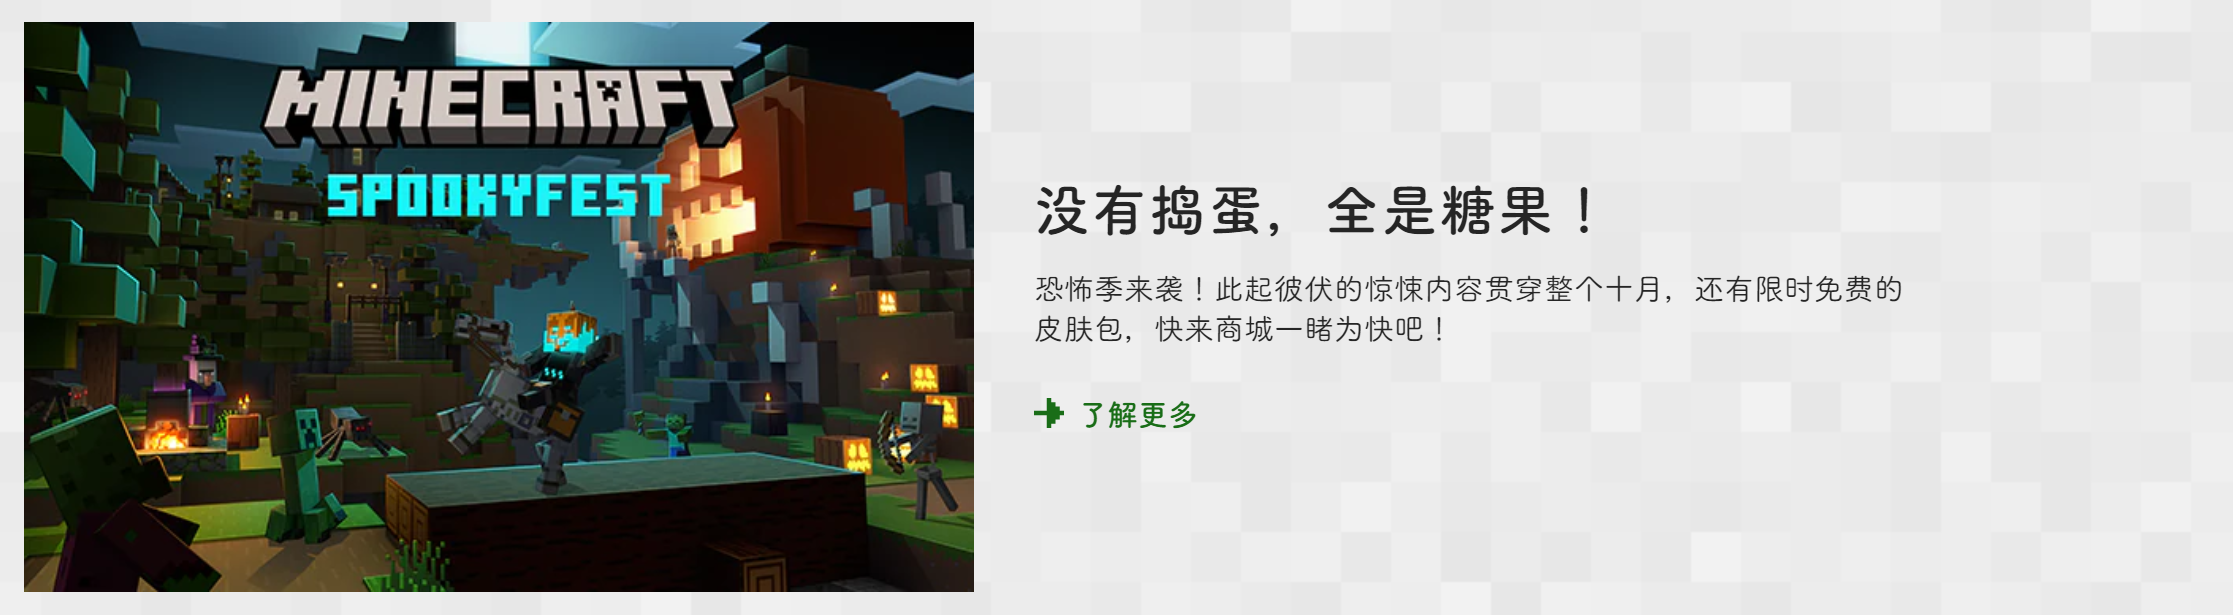 MINECRAFT
SPOOKYFEST
没有捣蛋，全是糖果！
恐怖季来袭！此起彼伏的惊悚内容贯穿整个十月，还有限时免费的
皮肤包，快来商城一睹为快吧！
了解更多